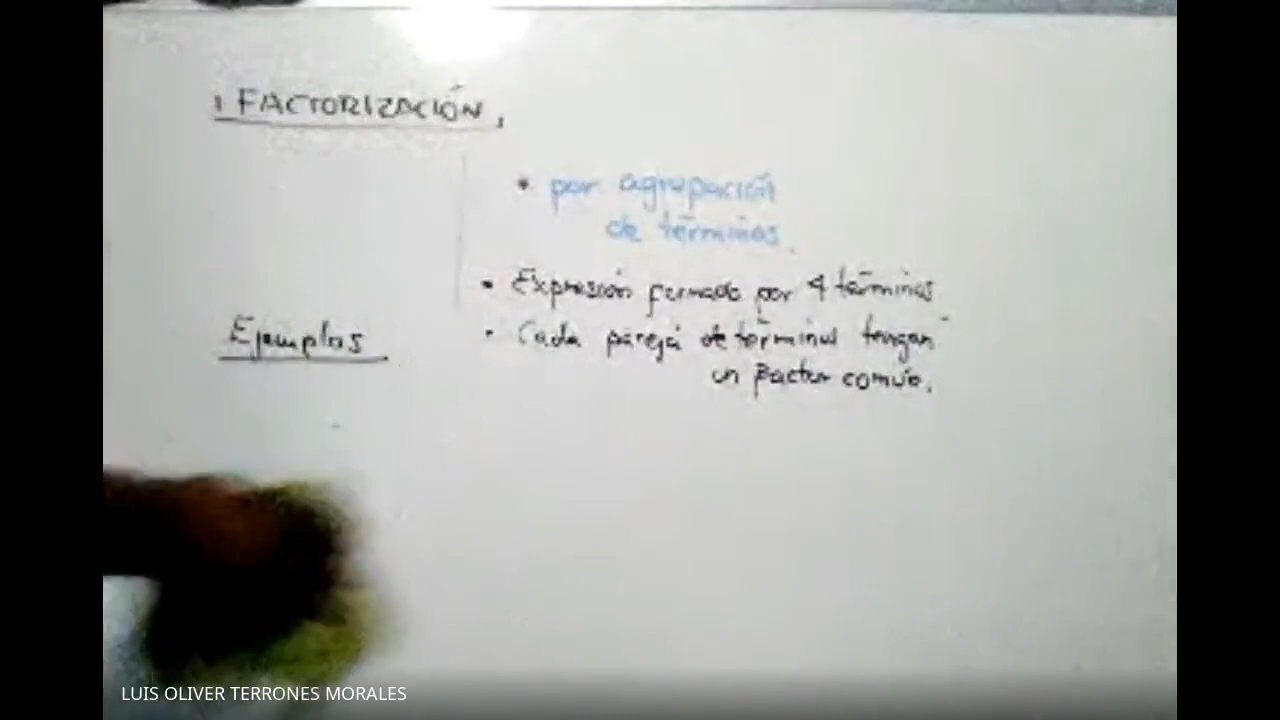 FACTORIZACIÓN
• por agrupación
de términos
• Expresión formado por 4 términos
Ejemplos
• Cada pareja de términos tengan
un factor común.
LUIS OLIVER TERRONES MORALES